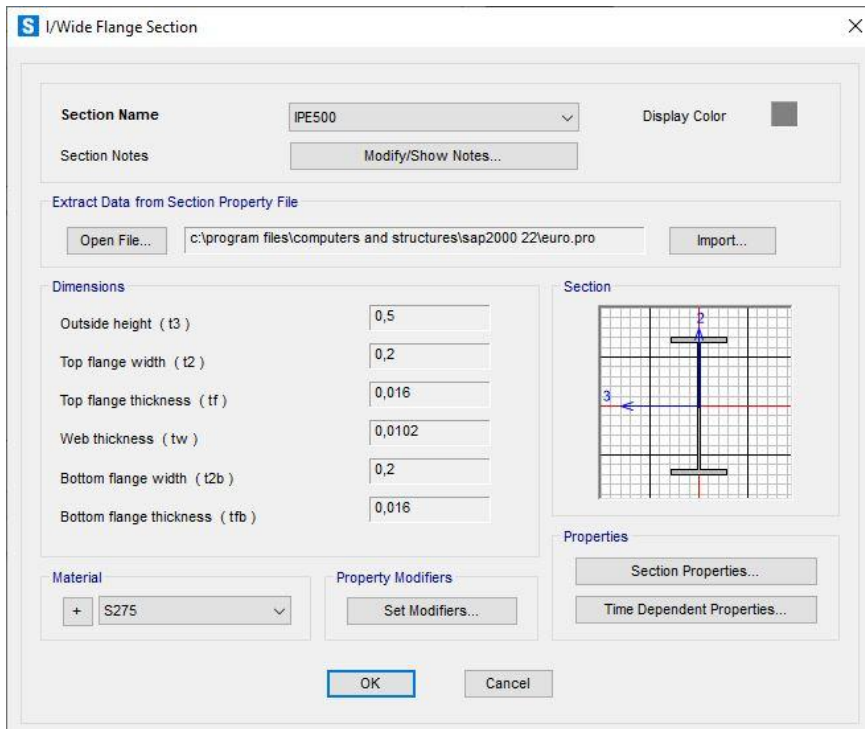 S I/Wide Flange Section
Section Name
IPE500
Display Color
Section Notes
Modify/Show Notes...
Extract Data from Section Property File
Open File...
c:\program files\computers and structures\sap2000 22\euro.pro
Import...
Dimensions
Outside height ( t3 )
0,5
Top flange width ( t2 )
0,2
Top flange thickness ( tf )
0,016
Web thickness ( tw )
0,0102
Bottom flange width ( t2b )
0,2
Bottom flange thickness ( tfb )
0,016
Section
2
3
Properties
Section Properties...
Time Dependent Properties...
Material
+ S275
Property Modifiers
Set Modifiers...
OK
Cancel